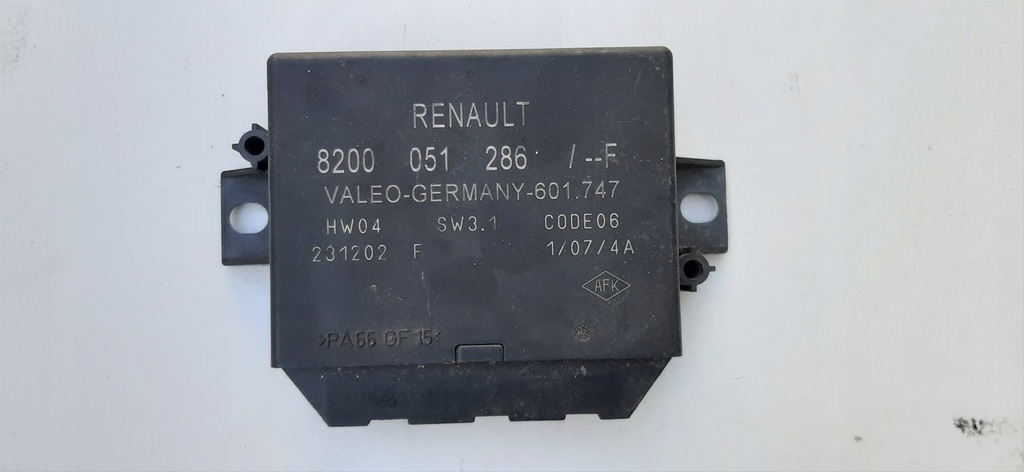 RENAULT
8200 051 286 /--F
VALEO-GERMANY-601.747
HW04 SW3.1 CODE06
231202 F 1/07/4A
AFK
>PA66 GF15<